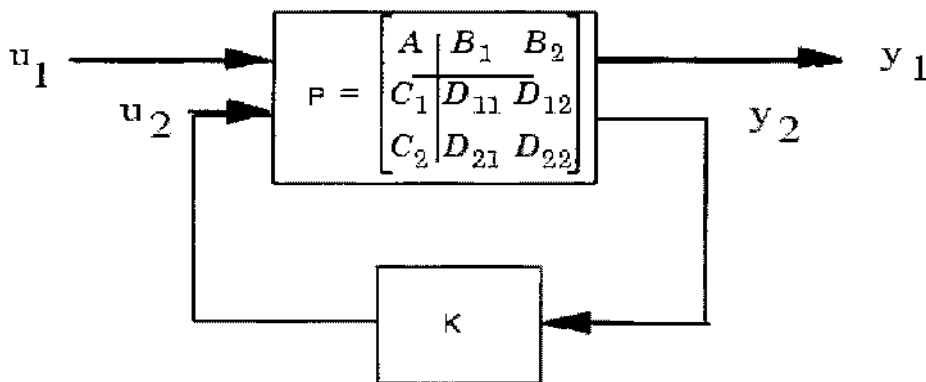 u₁
u₂
P = [ A | B₁ B₂
C₁ | D₁₁ D₁₂
C₂ | D₂₁ D₂₂ ]
y₁
y₂
K